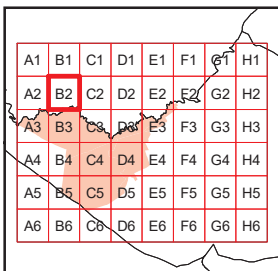 A1 B1 C1 D1 E1 F1 G1 H1
A2 B2 C2 D2 E2 F2 G2 H2
A3 B3 C3 D3 E3 F3 G3 H3
A4 B4 C4 D4 E4 F4 G4 H4
A5 B5 C5 D5 E5 F5 G5 H5
A6 B6 C6 D6 E6 F6 G6 H6